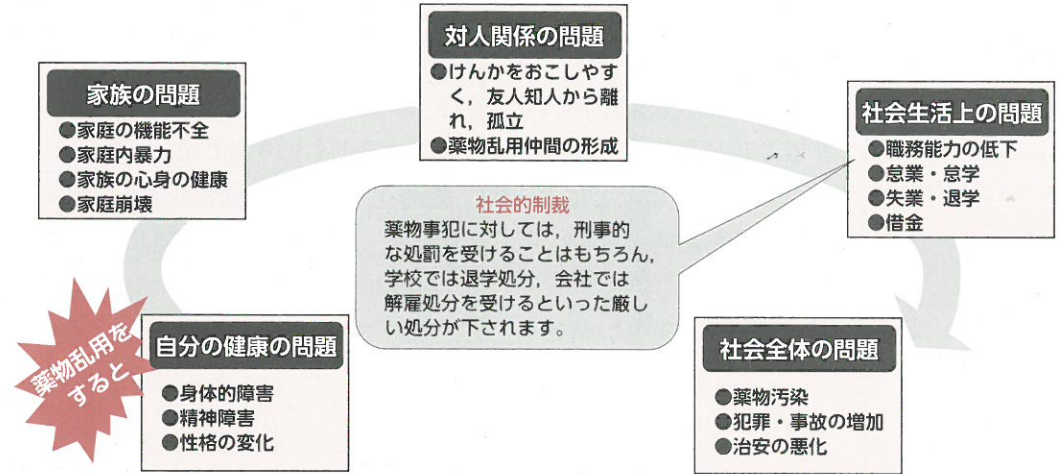 薬物乱用を
すると
自分の健康の問題
●身体的障害
●精神障害
●性格の変化
家族の問題
●家庭の機能不全
●家庭内暴力
●家族の心身の健康
●家庭崩壊
対人関係の問題
●けんかをおこしやす
く，友人知人から離
れ，孤立
●薬物乱用仲間の形成
社会生活上の問題
●職務能力の低下
●怠業・怠学
●失業・退学
●借金
社会的制裁
薬物事犯に対しては，刑事的
な処罰を受けることはもちろん，
学校では退学処分，会社では
解雇処分を受けるといった厳し
い処分が下されます。
社会全体の問題
●薬物汚染
●犯罪・事故の増加
●治安の悪化